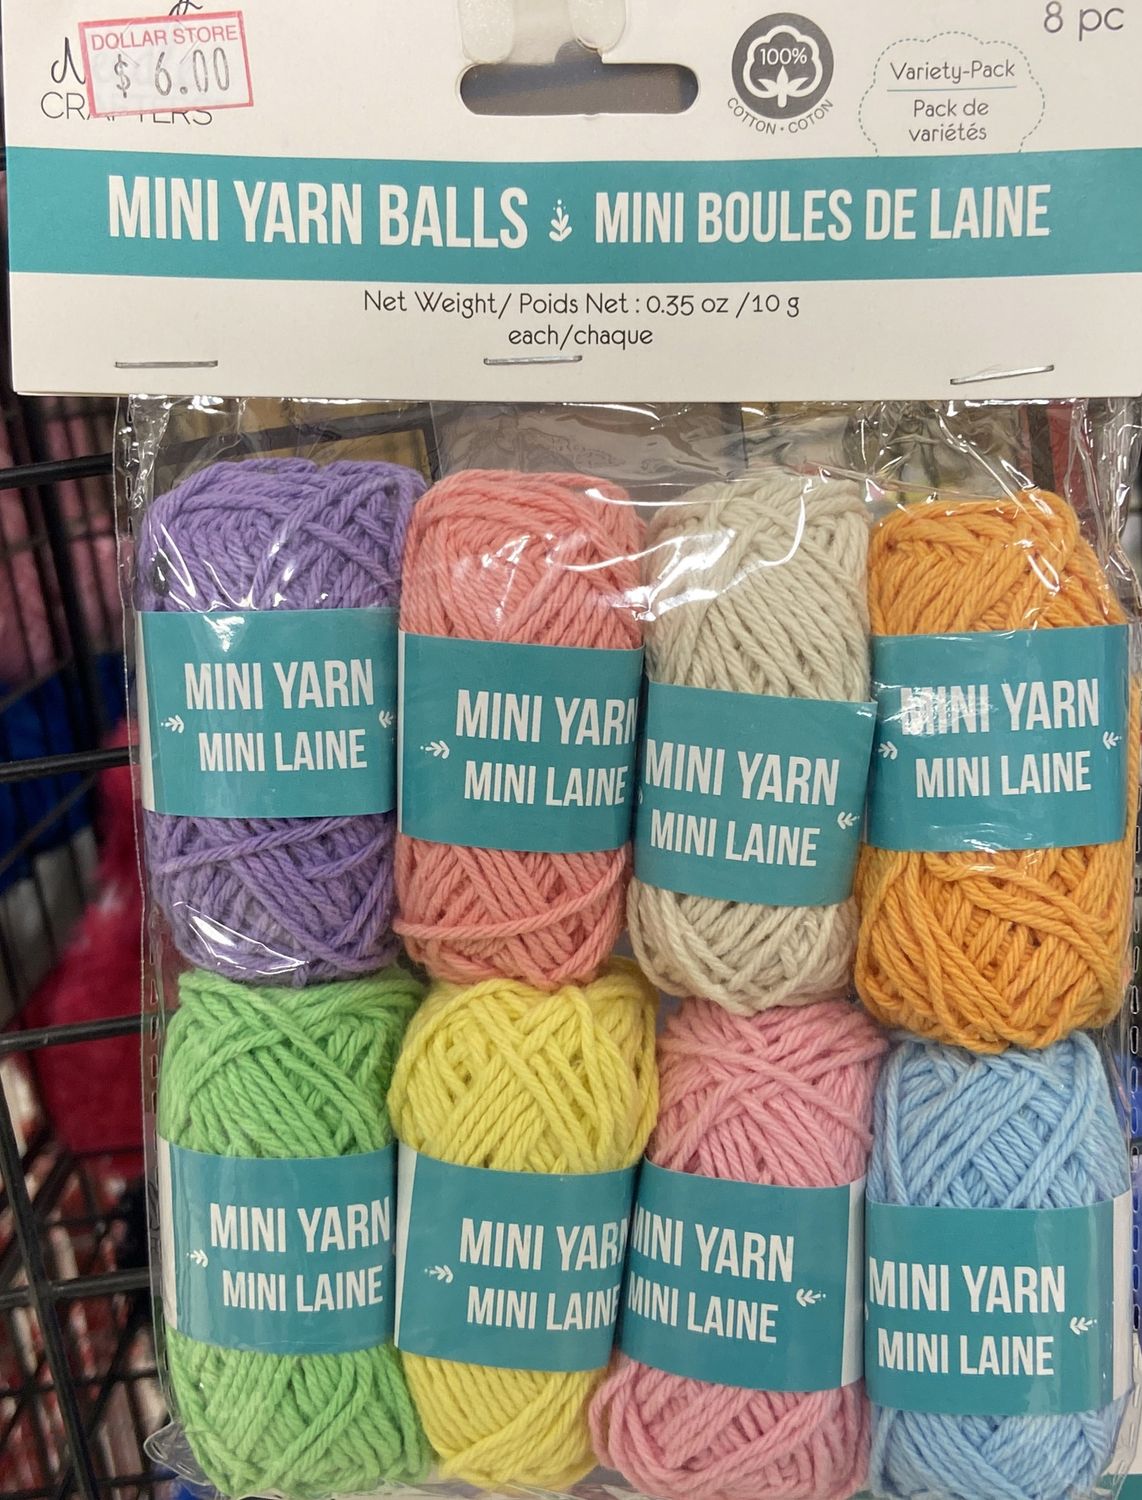 DOLLAR STORE
$ 6.00
CRAFTERS
100%
COTTON • COTON
8 pc
Variety-Pack
Pack de
variétés
MINI YARN BALLS MINI BOULES DE LAINE
Net Weight/ Poids Net : 0.35 oz /10 g
each/chaque
MINI YARN
MINI LAINE
MINI YARN
MINI LAINE
MINI YARN
MINI LAINE
MINI YARN
MINI LAINE
MINI YARN
MINI LAINE
MINI YARN
MINI LAINE
MINI YARN
MINI LAINE
MINI YARN
MINI LAINE